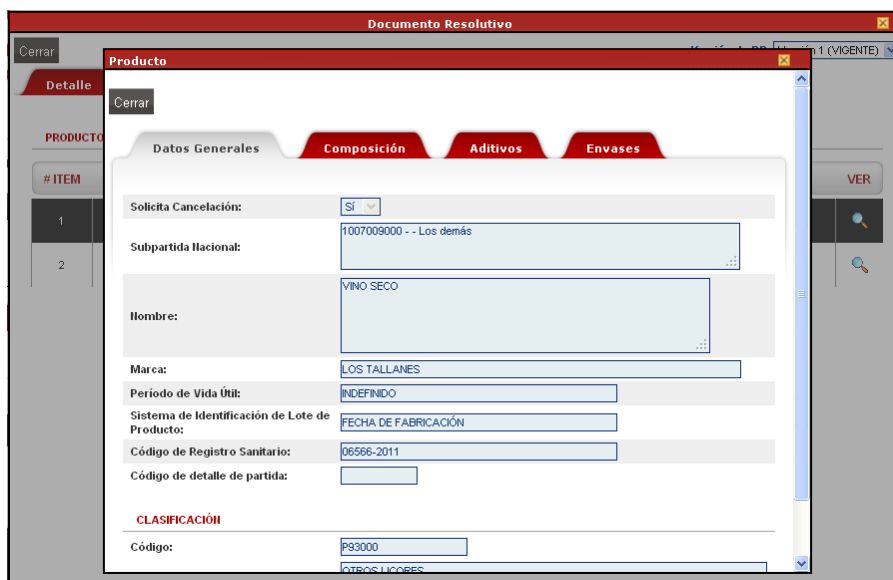 Documento Resolutivo
Cerrar
1 (VIGENTE)
Detalle
Producto
Cerrar
PRODUCTO
Datos Generales Composición Aditivos Envases
# ITEM VER
1
2
Solicita Cancelación: Sí
Subpartida Nacional: 1007009000 - - Los demás
Nombre: VINO SECO
Marca: LOS TALLANES
Período de Vida Útil: INDEFINIDO
Sistema de Identificación de Lote de
Producto: FECHA DE FABRICACIÓN
Código de Registro Sanitario: 06566-2011
Código de detalle de partida:
CLASIFICACIÓN
Código: P93000
OTROS LICORES